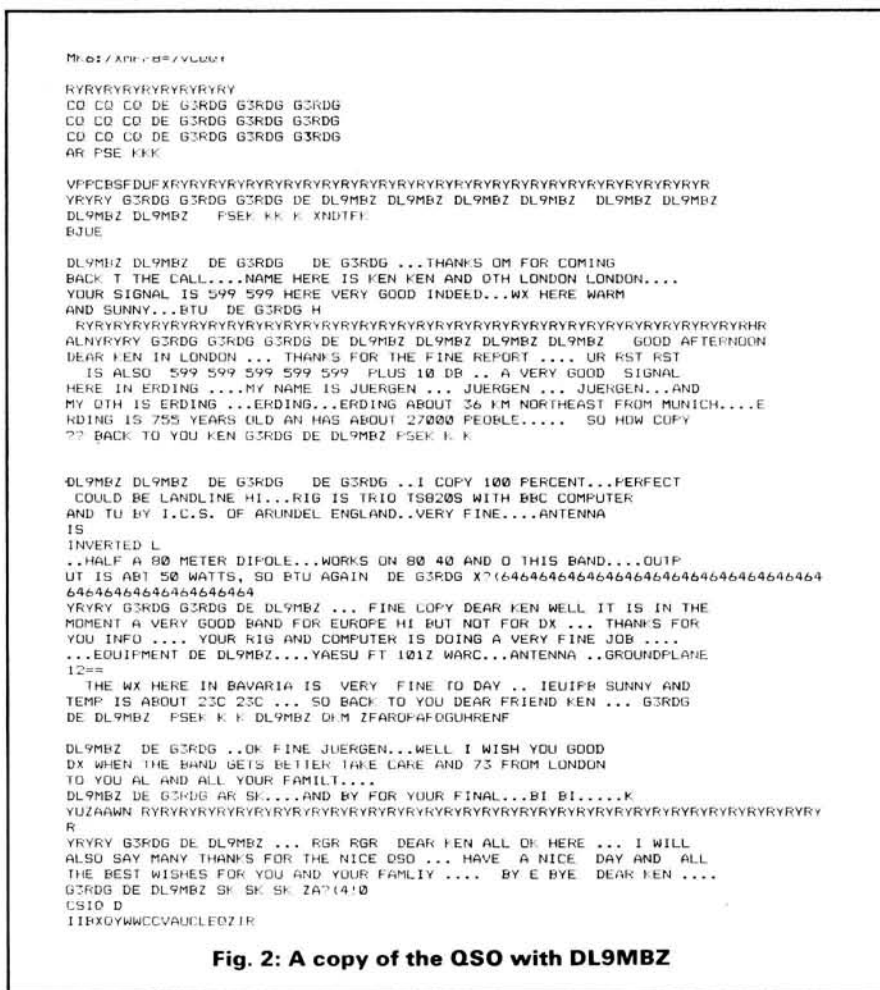 RYRYRYRYRYRYRYRYRY
CQ CQ CQ DE G3RDG G3RDG G3RDG
CQ CQ CQ DE G3RDG G3RDG G3RDG
CQ CQ CQ DE G3RDG G3RDG G3RDG
AR PSE KKK
VPPCBSFDUFXRYRYRYRYRYRYRYRYRYRYRYRYRYRYRYRYRYRYRYRYRYRYRYRYRYRYR
YRYRY G3RDG G3RDG G3RDG DE DL9MBZ DL9MBZ DL9MBZ DL9MBZ  DL9MBZ DL9MBZ
DL9MBZ DL9MBZ   PSEK KK K XNDTFK
BJUE
DL9MBZ DL9MBZ  DE G3RDG   DE G3RDG ...THANKS OM FOR COMING
BACK T THE CALL....NAME HERE IS KEN KEN AND QTH LONDON LONDON....
YOUR SIGNAL IS 599 599 HERE VERY GOOD INDEED...WX HERE WARM
AND SUNNY...BTU  DE G3RDG H
RYRYRYRYRYRYRYRYRYRYRYRYRYRYRYRYRYRYRYRYRYRYRYRYRYRYRYRYRYRYRYRYRYRHR
ALNYRYRY G3RDG G3RDG G3RDG DE DL9MBZ DL9MBZ DL9MBZ DL9MBZ   GOOD AFTERNOON
DEAR KEN IN LONDON ... THANKS FOR THE FINE REPORT .... UR RST RST
IS ALSO  599 599 599 599 599  PLUS 10 DB .. A VERY GOOD  SIGNAL
HERE IN ERDING ....MY NAME IS JUERGEN ... JUERGEN ... JUERGEN...AND
MY QTH IS ERDING ...ERDING...ERDING ABOUT 36 KM NORTHEAST FROM MUNICH....E
RDING IS 755 YEARS OLD AN HAS ABOUT 27000 PEOBLE.....  SO HOW COPY
?? BACK TO YOU KEN G3RDG DE DL9MBZ PSEK K K
DL9MBZ DL9MBZ  DE G3RDG   DE G3RDG ..I COPY 100 PERCENT...PERFECT
COULD BE LANDLINE HI...RIG IS TRIO TS820S WITH BBC COMPUTER
AND TU BY I.C.S. OF ARUNDEL ENGLAND..VERY FINE....ANTENNA
IS
INVERTED L
..HALF A 80 METER DIPOLE...WORKS ON 80 40 AND O THIS BAND....OUTP
UT IS ABT 50 WATTS, SO BTU AGAIN  DE G3RDG X?(6464646464646464646464646464646464
6464646464646464646464
YRYRY G3RDG G3RDG DE DL9MBZ ... FINE COPY DEAR KEN WELL IT IS IN THE
MOMENT A VERY GOOD BAND FOR EUROPE HI BUT NOT FOR DX ... THANKS FOR
YOU INFO .... YOUR RIG AND COMPUTER IS DOING A VERY FINE JOB ....
...EQUIPMENT DE DL9MBZ....YAESU FT 101Z WARC...ANTENNA ..GROUNDPLANE
12==
THE WX HERE IN BAVARIA IS  VERY  FINE TO DAY .. IEUIPB SUNNY AND
TEMP IS ABOUT 23C 23C ... SO BACK TO YOU DEAR FRIEND KEN ... G3RDG
DE DL9MBZ  PSEK K K DL9MBZ
DL9MBZ  DE G3RDG ..OK FINE JUERGEN...WELL I WISH YOU GOOD
DX WHEN THE BAND GETS BETTER TAKE CARE AND 73 FROM LONDON
TO YOU AL AND ALL YOUR FAMILT....
DL9MBZ DE G3RDG AR SK....AND BY FOR YOUR FINAL...BI BI.....K
YUZAAWN RYRYRYRYRYRYRYRYRYRYRYRYRYRYRYRYRYRYRYRYRYRYRYRYRYRYRYRYRYRYRYRYRYRY
R
YRYRY G3RDG DE DL9MBZ ... RGR RGR  DEAR KEN ALL OK HERE ... I WILL
ALSO SAY MANY THANKS FOR THE NICE QSO ... HAVE  A NICE  DAY AND  ALL
THE BEST WISHES FOR YOU AND YOUR FAMLIY ....  BY E BYE  DEAR KEN ....
G3RDG DE DL9MBZ SK SK SK ZA?(4!0
CSIO D
Fig. 2: A copy of the QSO with DL9MBZ